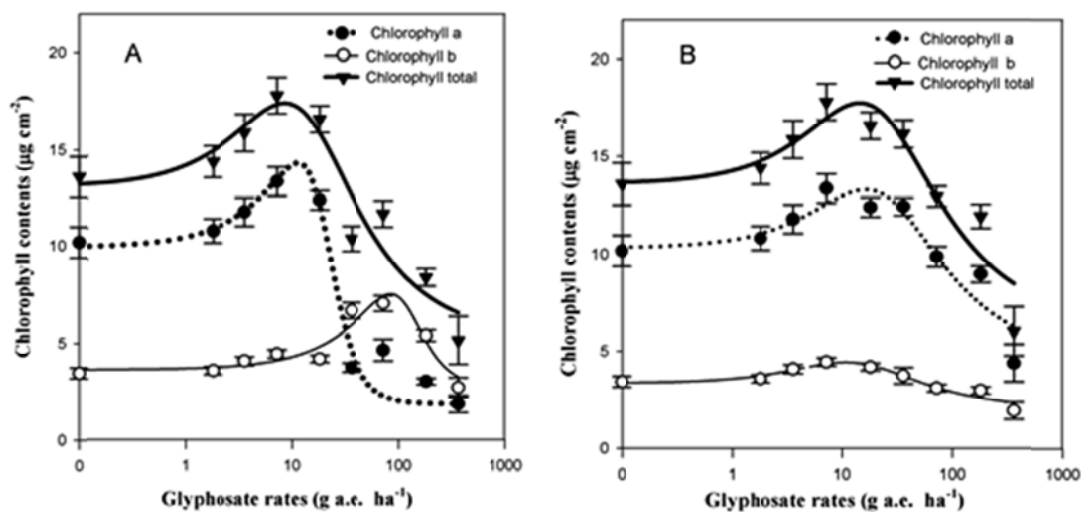 A
Chlorophyll a
Chlorophyll b
Chlorophyll total
Chlorophyll contents (µg cm-2)
20
15
10
5
0
0 1 10 100 1000
Glyphosate rates (g a.c. ha-1)
B
Chlorophyll a
Chlorophyll b
Chlorophyll total
Chlorophyll contents (µg cm-2)
20
15
10
5
0
0 1 10 100 1000
Glyphosate rates (g a.c. ha-1)